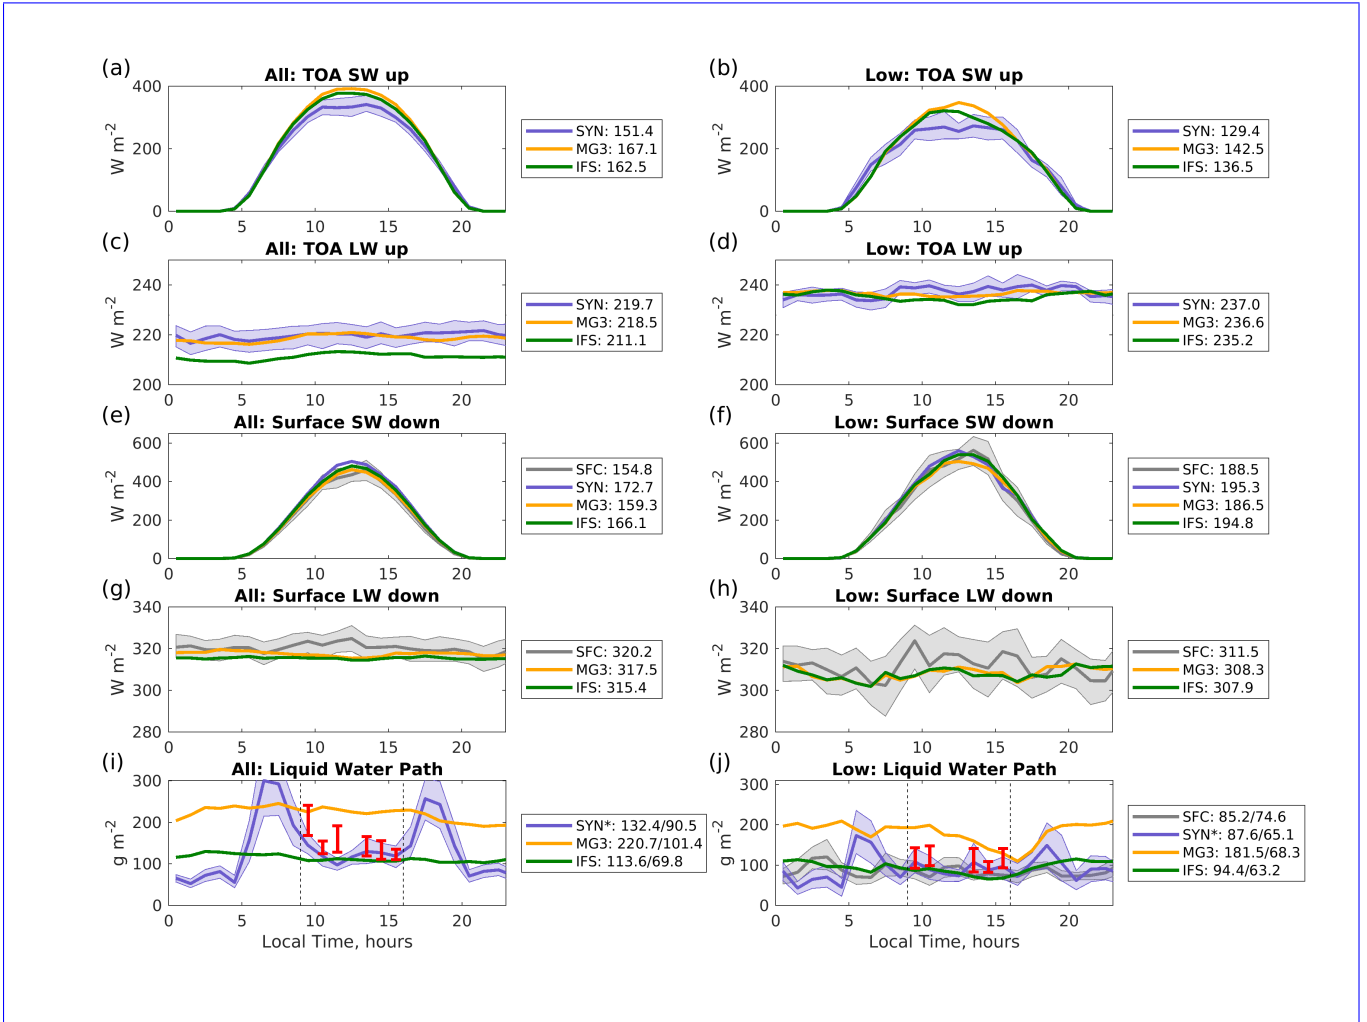 (a)
All: TOA SW up
W m-2
400
200
0
0 5 10 15 20
SYN: 151.4
MG3: 167.1
IFS: 162.5
(b)
Low: TOA SW up
W m-2
400
200
0
0 5 10 15 20
SYN: 129.4
MG3: 142.5
IFS: 136.5
(c)
All: TOA LW up
W m-2
240
220
200
0 5 10 15 20
SYN: 219.7
MG3: 218.5
IFS: 211.1
(d)
Low: TOA LW up
W m-2
240
220
200
0 5 10 15 20
SYN: 237.0
MG3: 236.6
IFS: 235.2
(e)
All: Surface SW down
W m-2
600
400
200
0
0 5 10 15 20
SFC: 154.8
SYN: 172.7
MG3: 159.3
IFS: 166.1
(f)
Low: Surface SW down
W m-2
600
400
200
0
0 5 10 15 20
SFC: 188.5
SYN: 195.3
MG3: 186.5
IFS: 194.8
(g)
All: Surface LW down
W m-2
340
320
300
280
0 5 10 15 20
SFC: 320.2
MG3: 317.5
IFS: 315.4
(h)
Low: Surface LW down
W m-2
340
320
300
280
0 5 10 15 20
SFC: 311.5
MG3: 308.3
IFS: 307.9
(i)
All: Liquid Water Path
g m-2
300
200
100
0
0 5 10 15 20
Local Time, hours
SYN*: 132.4/90.5
MG3: 220.7/101.4
IFS: 113.6/69.8
(j)
Low: Liquid Water Path
g m-2
300
200
100
0
0 5 10 15 20
Local Time, hours
SFC: 85.2/74.6
SYN*: 87.6/65.1
MG3: 181.5/68.3
IFS: 94.4/63.2